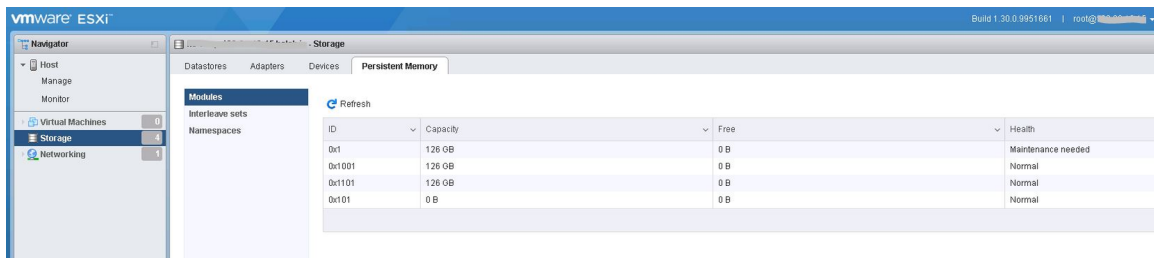 vmware ESXi™
Build 1.30.0.9951661 | root@
Navigator
- Storage
Host
Manage
Monitor
Virtual Machines 0
Storage 4
Networking 1
Datastores Adapters Devices Persistent Memory
Modules
Interleave sets
Namespaces
Refresh
ID Capacity Free Health
0x1 126 GB 0 B Maintenance needed
0x1001 126 GB 0 B Normal
0x1101 126 GB 0 B Normal
0x101 0 B 0 B Normal